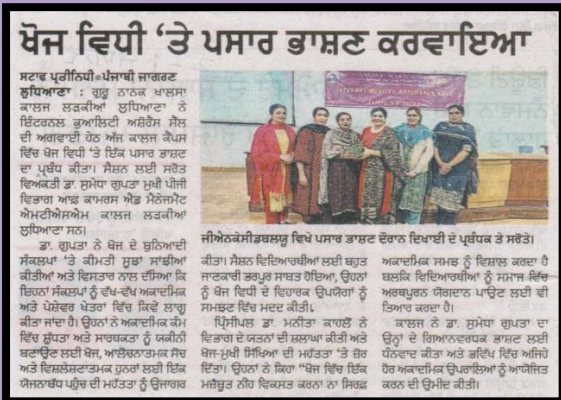 ਖੋਜ ਵਿਧੀ 'ਤੇ ਪਸਾਰ ਭਾਸ਼ਣ ਕਰਵਾਇਆ
ਸਟਾਫ ਪ੍ਰਤੀਨਿਧੀ•ਪੰਜਾਬੀ ਜਾਗਰਣ
ਲੁਧਿਆਣਾ : ਗੁਰੂ ਨਾਨਕ ਖਾਲਸਾ
ਕਾਲਜ ਲੜਕੀਆਂ ਲੁਧਿਆਣਾ ਨੇ
ਇੰਟਰਨਲ ਕੁਆਲਿਟੀ ਅਸ਼ੋਰੈਂਸ ਸੈੱਲ
ਦੀ ਅਗਵਾਈ ਹੇਠ ਅੱਜ ਕਾਲਜ ਕੈਂਪਸ
ਵਿੱਚ ਖੋਜ ਵਿਧੀ 'ਤੇ ਇੱਕ ਪਸਾਰ ਭਾਸ਼ਣ
ਦਾ ਪ੍ਰਬੰਧ ਕੀਤਾ। ਸੈਸ਼ਨ ਲਈ ਸਰੋਤ
ਵਿਅਕਤੀ ਡਾ. ਸੁਮੇਧਾ ਗੁਪਤਾ ਮੁਖੀ ਪੀਜੀ
ਵਿਭਾਗ ਆਫ਼ ਕਾਮਰਸ ਐਂਡ ਮੈਨੇਜਮੈਂਟ
ਐਮਟੀਐਸਐਮ ਕਾਲਜ ਲੜਕੀਆਂ
ਲੁਧਿਆਣਾ ਸਨ।
ਡਾ. ਗੁਪਤਾ ਨੇ ਖੋਜ ਦੇ ਬੁਨਿਆਦੀ
ਸੰਕਲਪਾਂ 'ਤੇ ਕੀਮਤੀ ਸੂਝਾਂ ਸਾਂਝੀਆਂ
ਕੀਤੀਆਂ ਅਤੇ ਵਿਸਤਾਰ ਨਾਲ ਦੱਸਿਆ ਕਿ
ਇਹਨਾਂ ਸੰਕਲਪਾਂ ਨੂੰ ਵੱਖ-ਵੱਖ ਅਕਾਦਮਿਕ
ਅਤੇ ਪੇਸ਼ੇਵਰ ਖੇਤਰਾਂ ਵਿੱਚ ਕਿਵੇਂ ਲਾਗੂ
ਕੀਤਾ ਜਾਂਦਾ ਹੈ। ਉਹਨਾਂ ਨੇ ਅਕਾਦਮਿਕ ਕੰਮ
ਵਿੱਚ ਸ਼ੁੱਧਤਾ ਅਤੇ ਸਾਰਥਕਤਾ ਨੂੰ ਯਕੀਨੀ
ਬਣਾਉਣ ਲਈ ਖੋਜ, ਆਲੋਚਨਾਤਮਕ ਸੋਚ
ਅਤੇ ਵਿਸ਼ਲੇਸ਼ਣਾਤਮਕ ਹੁਨਰਾਂ ਲਈ ਇੱਕ
ਯੋਜਨਾਬੱਧ ਪਹੁੰਚ ਦੀ ਮਹੱਤਤਾ ਨੂੰ ਉਜਾਗਰ
INTERNAL QUALITY ASSURANCE CELL
ਜੀਐਨਕੇਸੀਡਬਲਯੂ ਵਿਖੇ ਪਸਾਰ ਭਾਸ਼ਣ ਦੌਰਾਨ ਦਿਖਾਈ ਦੇ ਪ੍ਰਬੰਧਕ ਤੇ ਸਰੋਤੇ।
ਕੀਤਾ। ਸੈਸ਼ਨ ਵਿਦਿਆਰਥੀਆਂ ਲਈ ਬਹੁਤ
ਜਾਣਕਾਰੀ ਭਰਪੂਰ ਸਾਬਤ ਹੋਇਆ, ਉਹਨਾਂ
ਨੂੰ ਖੋਜ ਵਿਧੀ ਦੇ ਵਿਹਾਰਕ ਉਪਯੋਗਾਂ ਨੂੰ
ਸਮਝਣ ਵਿੱਚ ਮਦਦ ਕੀਤੀ।
ਪ੍ਰਿੰਸੀਪਲ ਡਾ. ਮਨੀਤਾ ਕਾਹਲੋਂ ਨੇ
ਵਿਭਾਗ ਦੇ ਯਤਨਾਂ ਦੀ ਸ਼ਲਾਘਾ ਕੀਤੀ ਅਤੇ
ਖੋਜ-ਮੁਖੀ ਸਿੱਖਿਆ ਦੀ ਮਹੱਤਤਾ 'ਤੇ ਜ਼ੋਰ
ਦਿੱਤਾ। ਉਹਨਾਂ ਨੇ ਕਿਹਾ "ਖੋਜ ਵਿੱਚ ਇੱਕ
ਮਜ਼ਬੂਤ ਨੀਂਹ ਵਿਕਸਤ ਕਰਨਾ ਨਾ ਸਿਰਫ਼
ਅਕਾਦਮਿਕ ਸਮਝ ਨੂੰ ਵਿਸ਼ਾਲ ਕਰਦਾ ਹੈ
ਬਲਕਿ ਵਿਦਿਆਰਥੀਆਂ ਨੂੰ ਸਮਾਜ ਵਿੱਚ
ਅਰਥਪੂਰਨ ਯੋਗਦਾਨ ਪਾਉਣ ਲਈ ਵੀ
ਤਿਆਰ ਕਰਦਾ ਹੈ।
ਕਾਲਜ ਨੇ ਡਾ. ਸੁਮੇਧਾ ਗੁਪਤਾ ਦਾ
ਉਨ੍ਹਾਂ ਦੇ ਗਿਆਨਵਰਧਕ ਭਾਸ਼ਣ ਲਈ
ਧੰਨਵਾਦ ਕੀਤਾ ਅਤੇ ਭਵਿੱਖ ਵਿੱਚ ਅਜਿਹੇ
ਹੋਰ ਅਕਾਦਮਿਕ ਉਪਰਾਲਿਆਂ ਨੂੰ ਆਯੋਜਿਤ
ਕਰਨ ਦੀ ਉਮੀਦ ਕੀਤੀ।